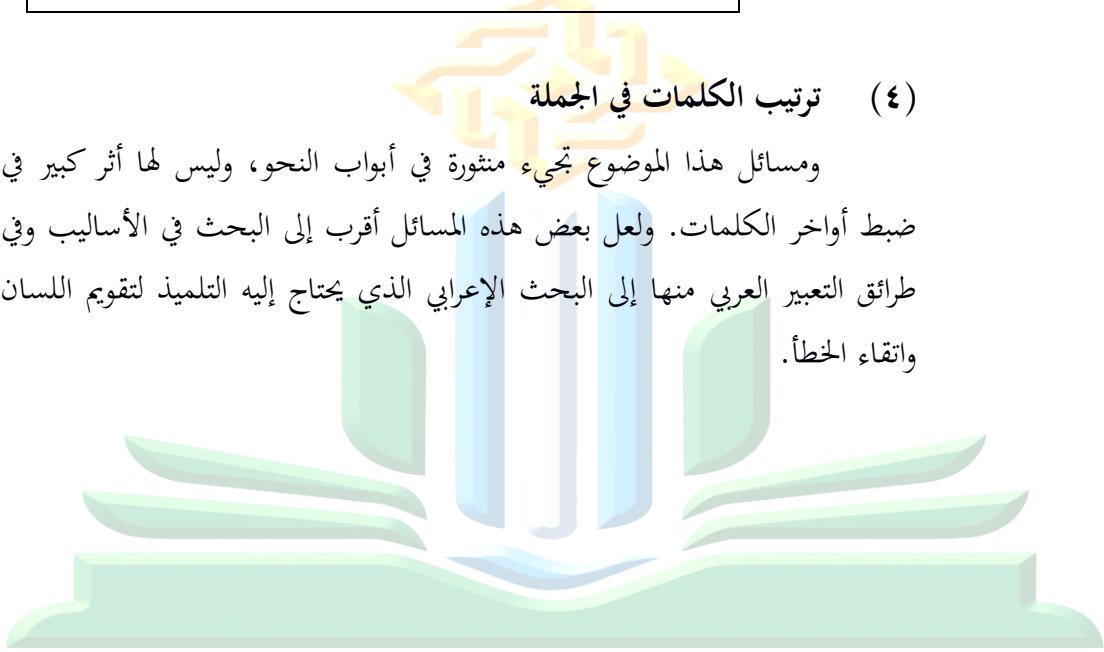 (٤) ترتيب الكلمات في الجملة
ومسائل هذا الموضوع تجيء منثورة في أبواب النحو، وليس لها أثر كبير في
ضبط أواخر الكلمات. ولعل بعض هذه المسائل أقرب إلى البحث في الأساليب وفي
طرائق التعبير العربي منها إلى البحث الإعرابي الذي يحتاج إليه التلميذ لتقويم اللسان
واتقاء الخطأ.